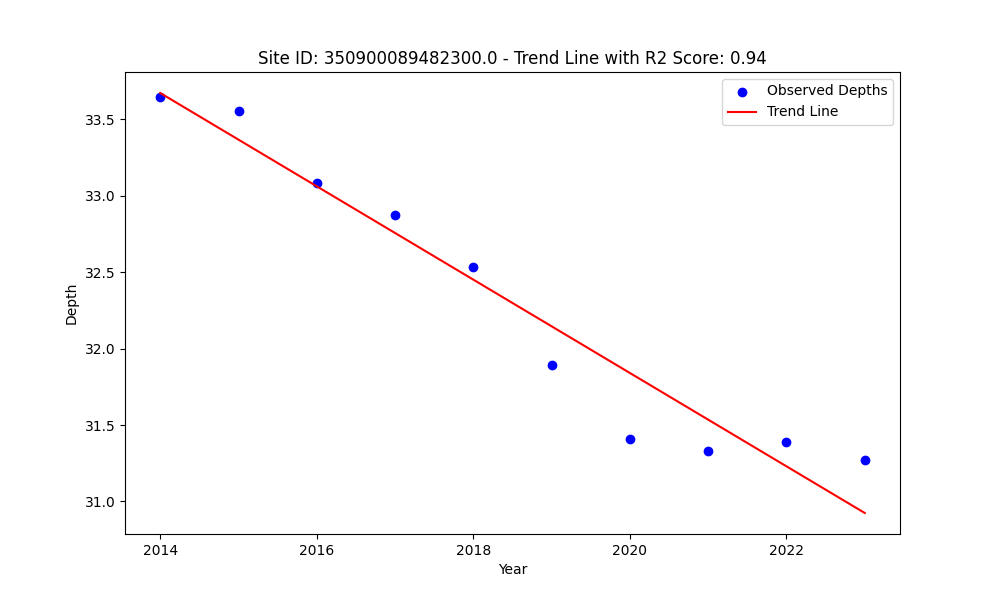 Site ID: 350900089482300.0 - Trend Line with R2 Score: 0.94
Observed Depths
Trend Line
33.5
33.0
32.5
32.0
31.5
31.0
Depth
2014
2016
2018
2020
2022
Year